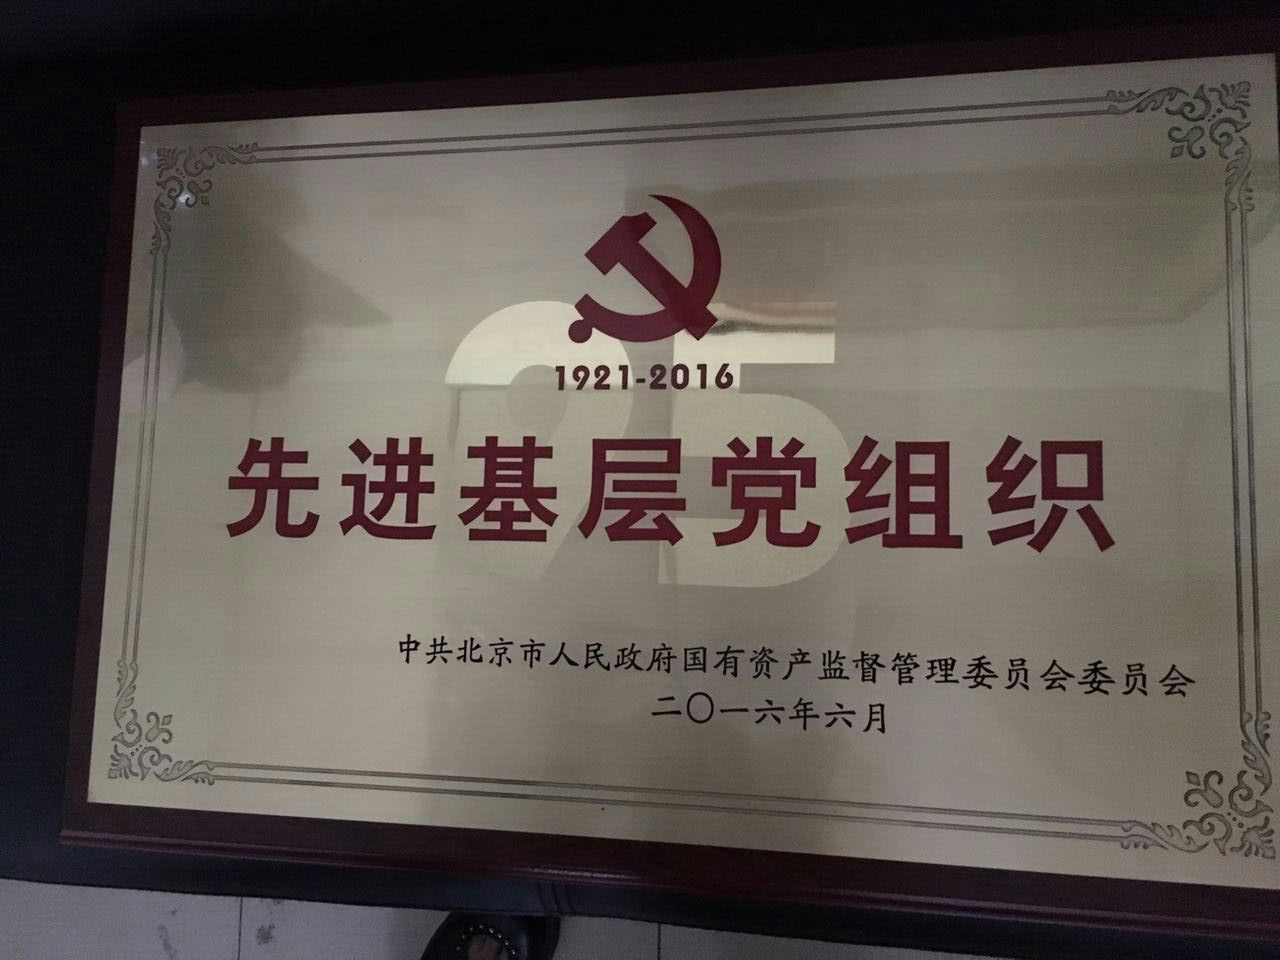 95
1921-2016
先进基层党组织
中共北京市人民政府国有资产监督管理委员会委员会
二〇一六年六月